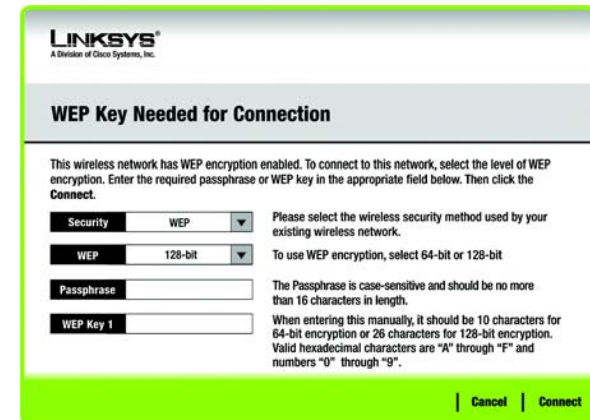 LINKSYS®
A Division of Cisco Systems, Inc.
WEP Key Needed for Connection
This wireless network has WEP encryption enabled. To connect to this network, select the level of WEP
encryption. Enter the required passphrase or WEP key in the appropriate field below. Then click the
Connect.
Security WEP
Please select the wireless security method used by your
existing wireless network.
WEP 128-bit
To use WEP encryption, select 64-bit or 128-bit
Passphrase
The Passphrase is case-sensitive and should be no more
than 16 characters in length.
WEP Key 1
When entering this manually, it should be 10 characters for
64-bit encryption or 26 characters for 128-bit encryption.
Valid hexadecimal characters are “A” through “F” and
numbers “0” through “9”.
Cancel Connect